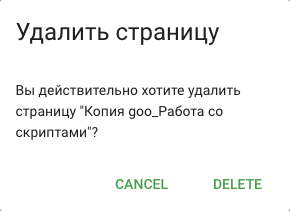 Удалить страницу
Вы действительно хотите удалить
страницу "Копия goo_Работа со
скриптами"?
CANCEL DELETE